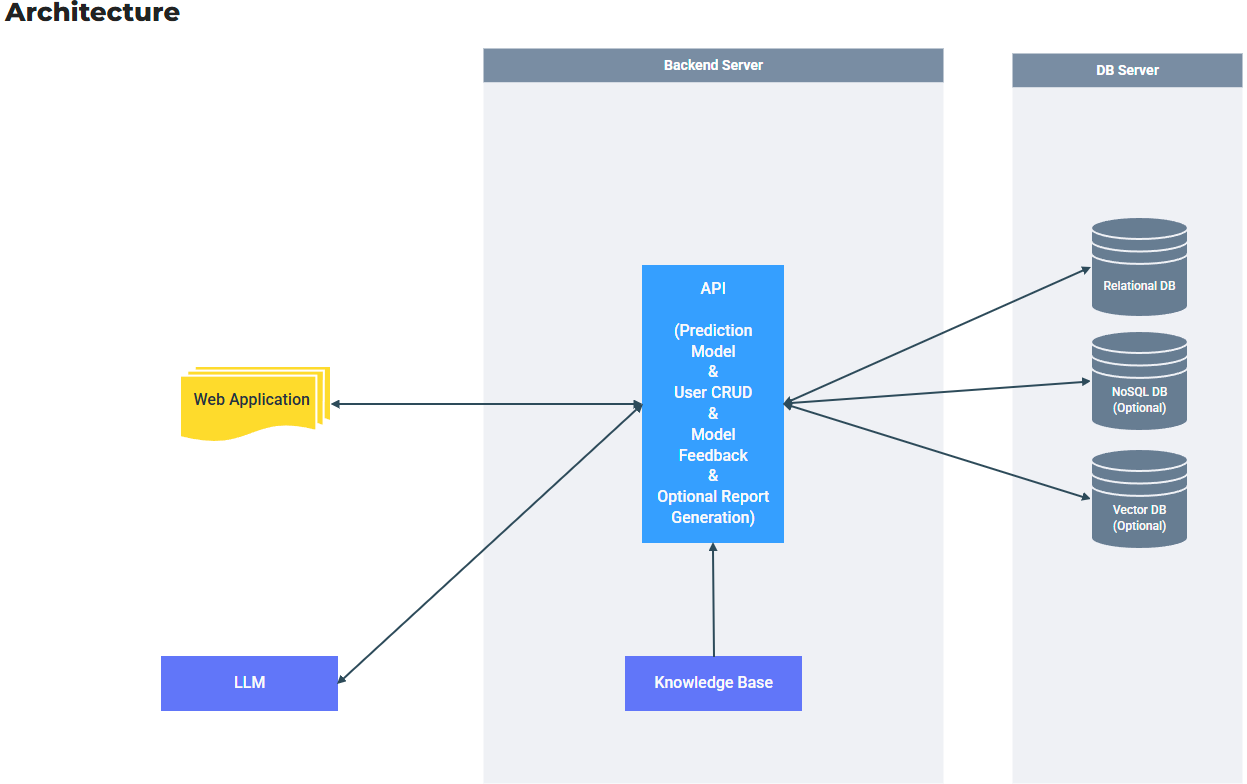 Architecture
Backend Server
DB Server
API
(Prediction
Model
&
User CRUD
&
Model
Feedback
&
Optional Report
Generation)
Relational DB
NoSQL DB
(Optional)
Vector DB
(Optional)
Web Application
LLM
Knowledge Base